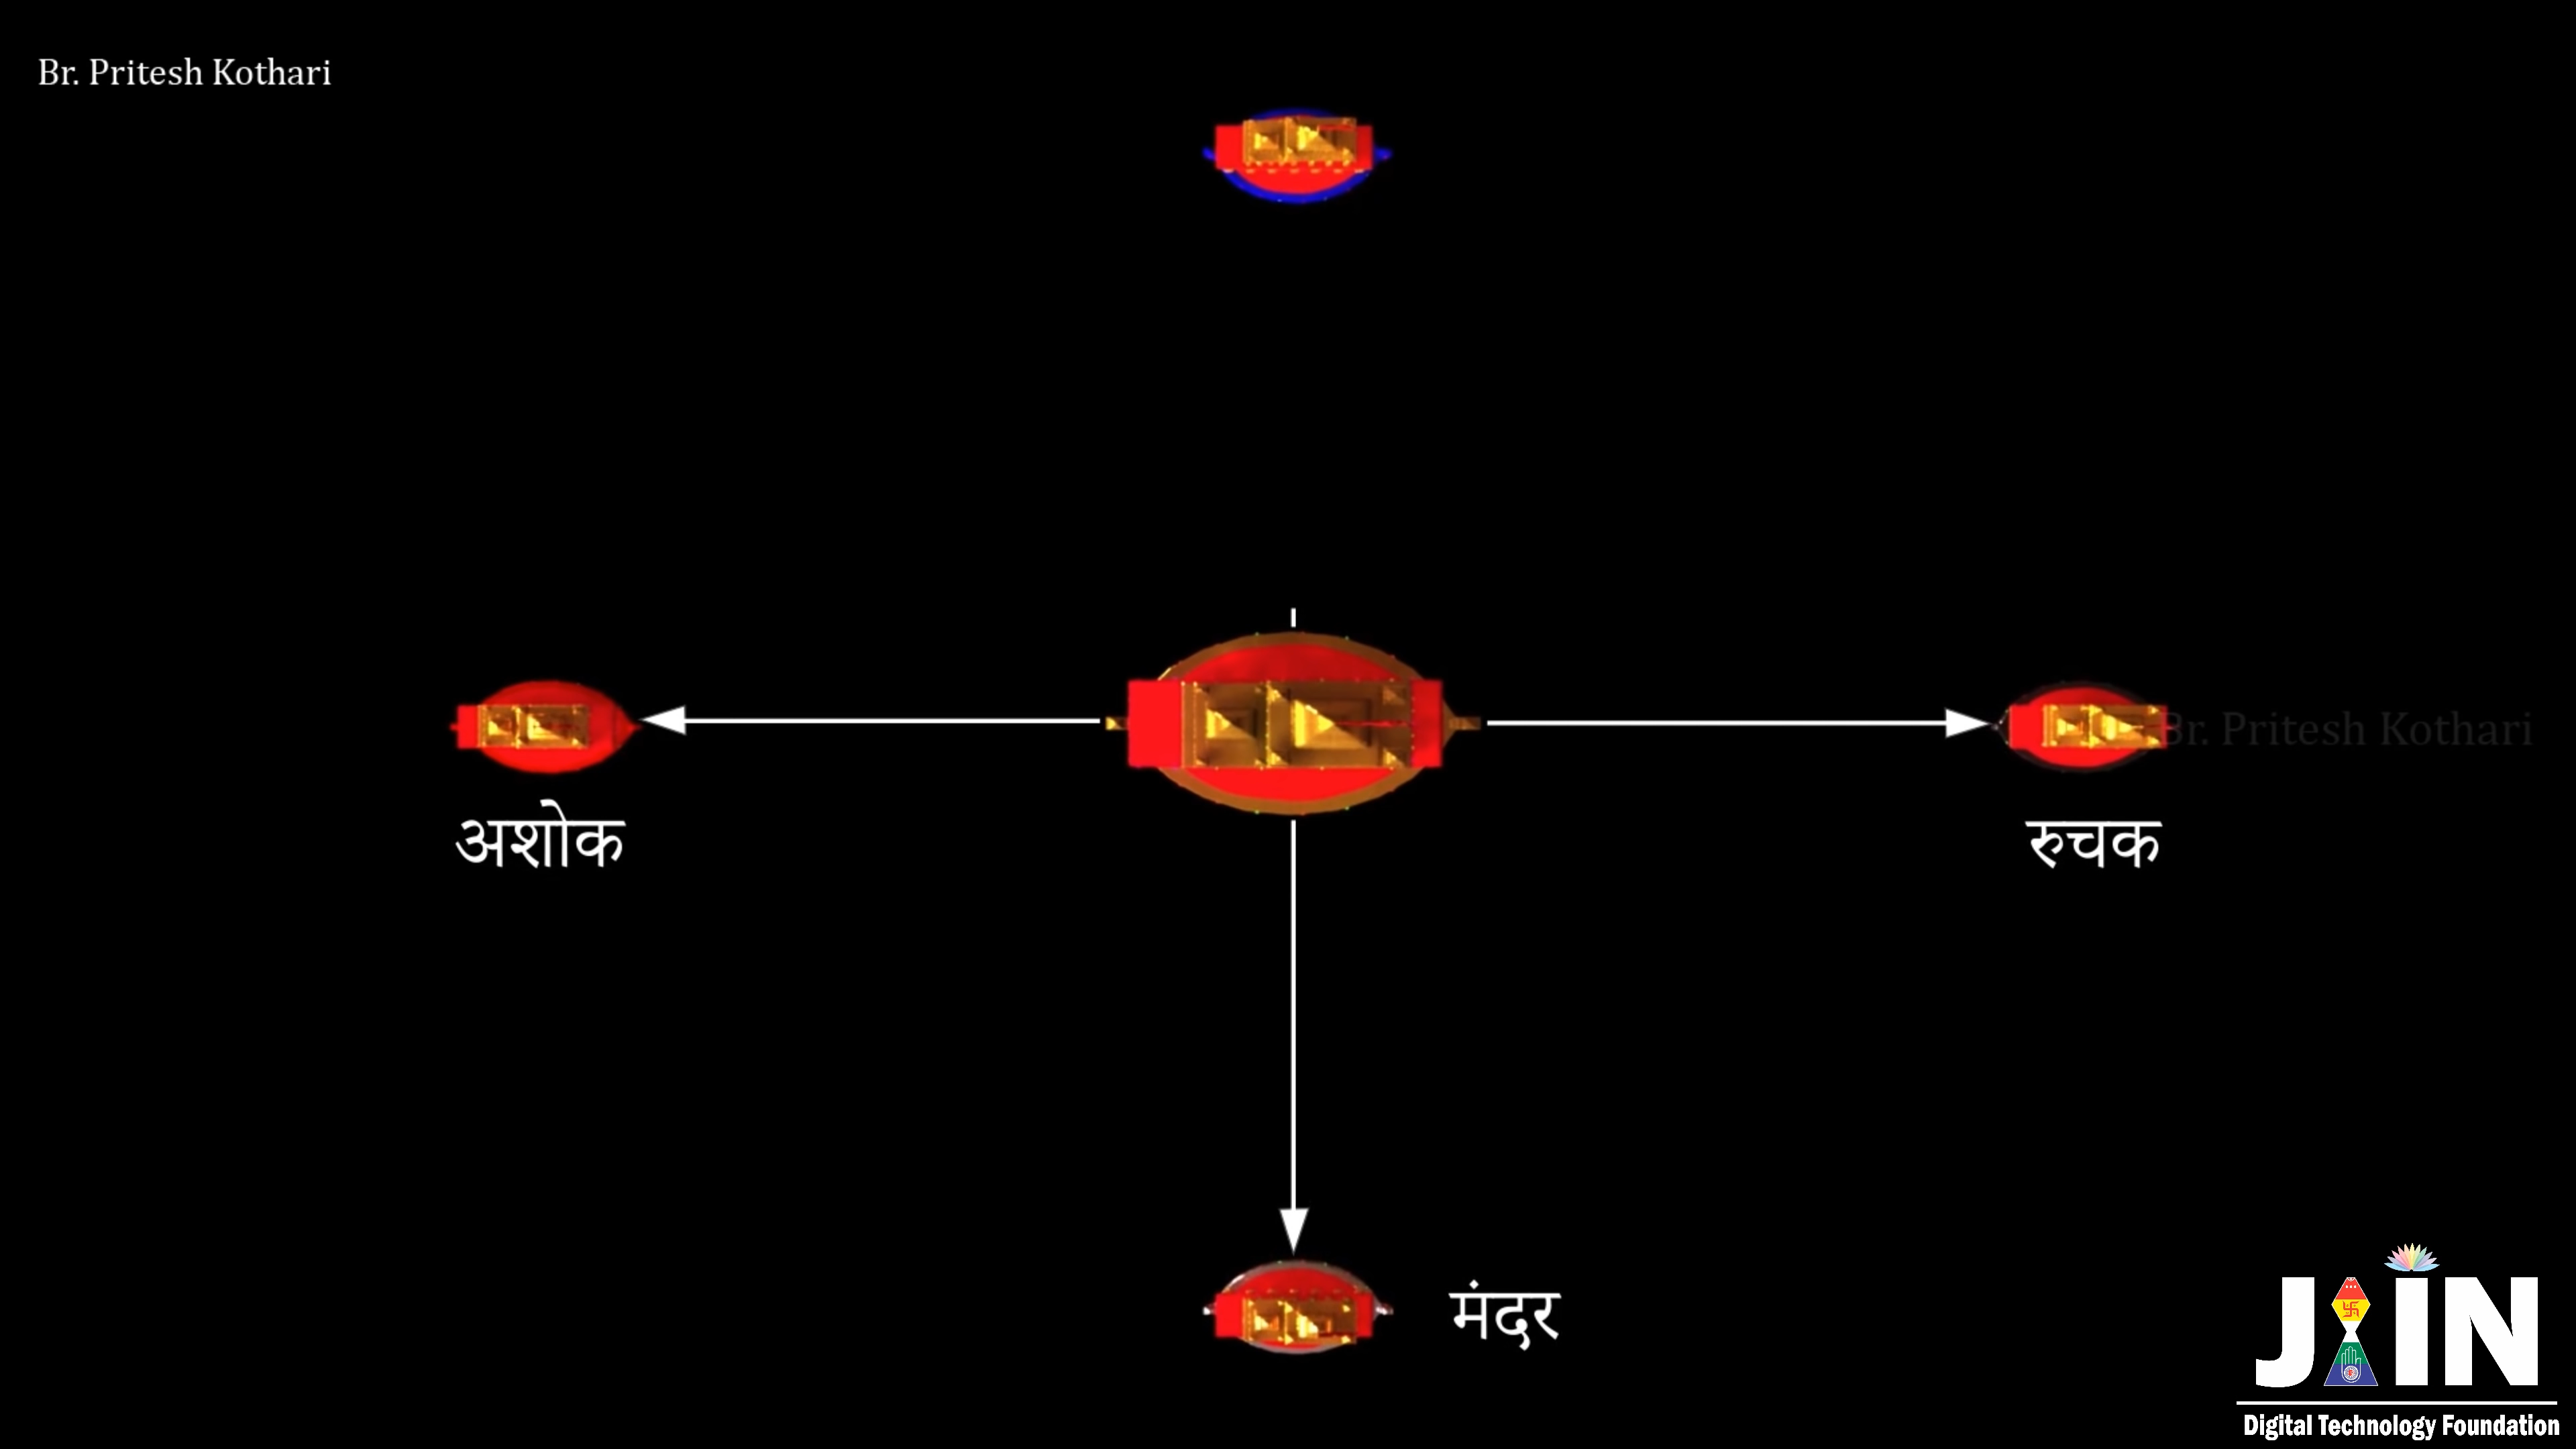 Br. Pritesh Kothari
अशोक
रुचक
Br. Pritesh Kothari
मंदर
JAIN
Digital Technology Foundation